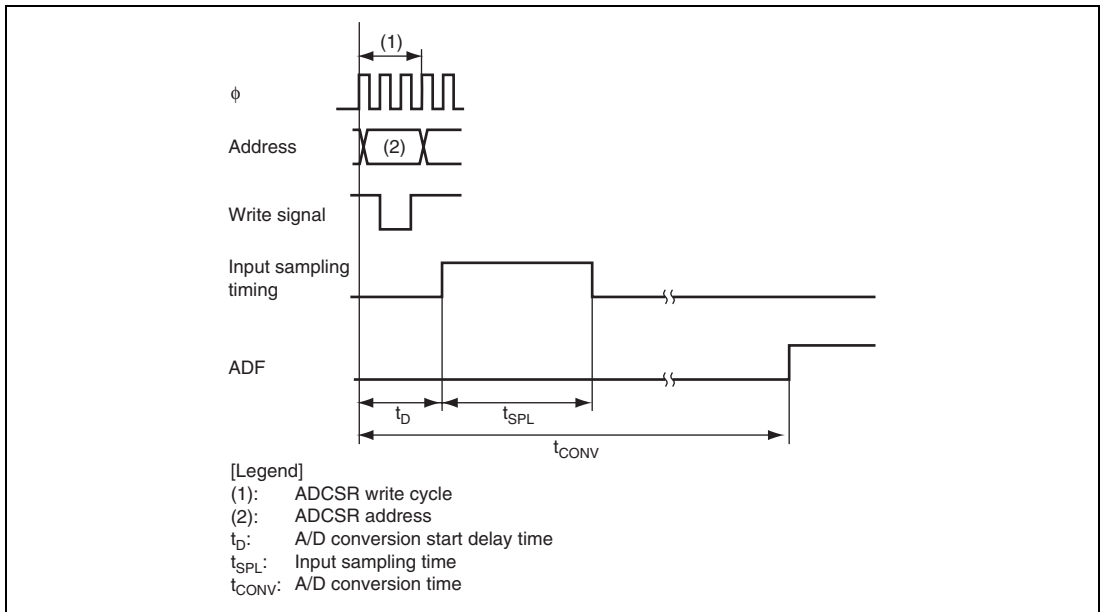 (1)
φ
Address
(2)
Write signal
Input sampling
timing
ADF
tD
tSPL
tCONV
[Legend]
(1): ADCSR write cycle
(2): ADCSR address
tD: A/D conversion start delay time
tSPL: Input sampling time
tCONV: A/D conversion time